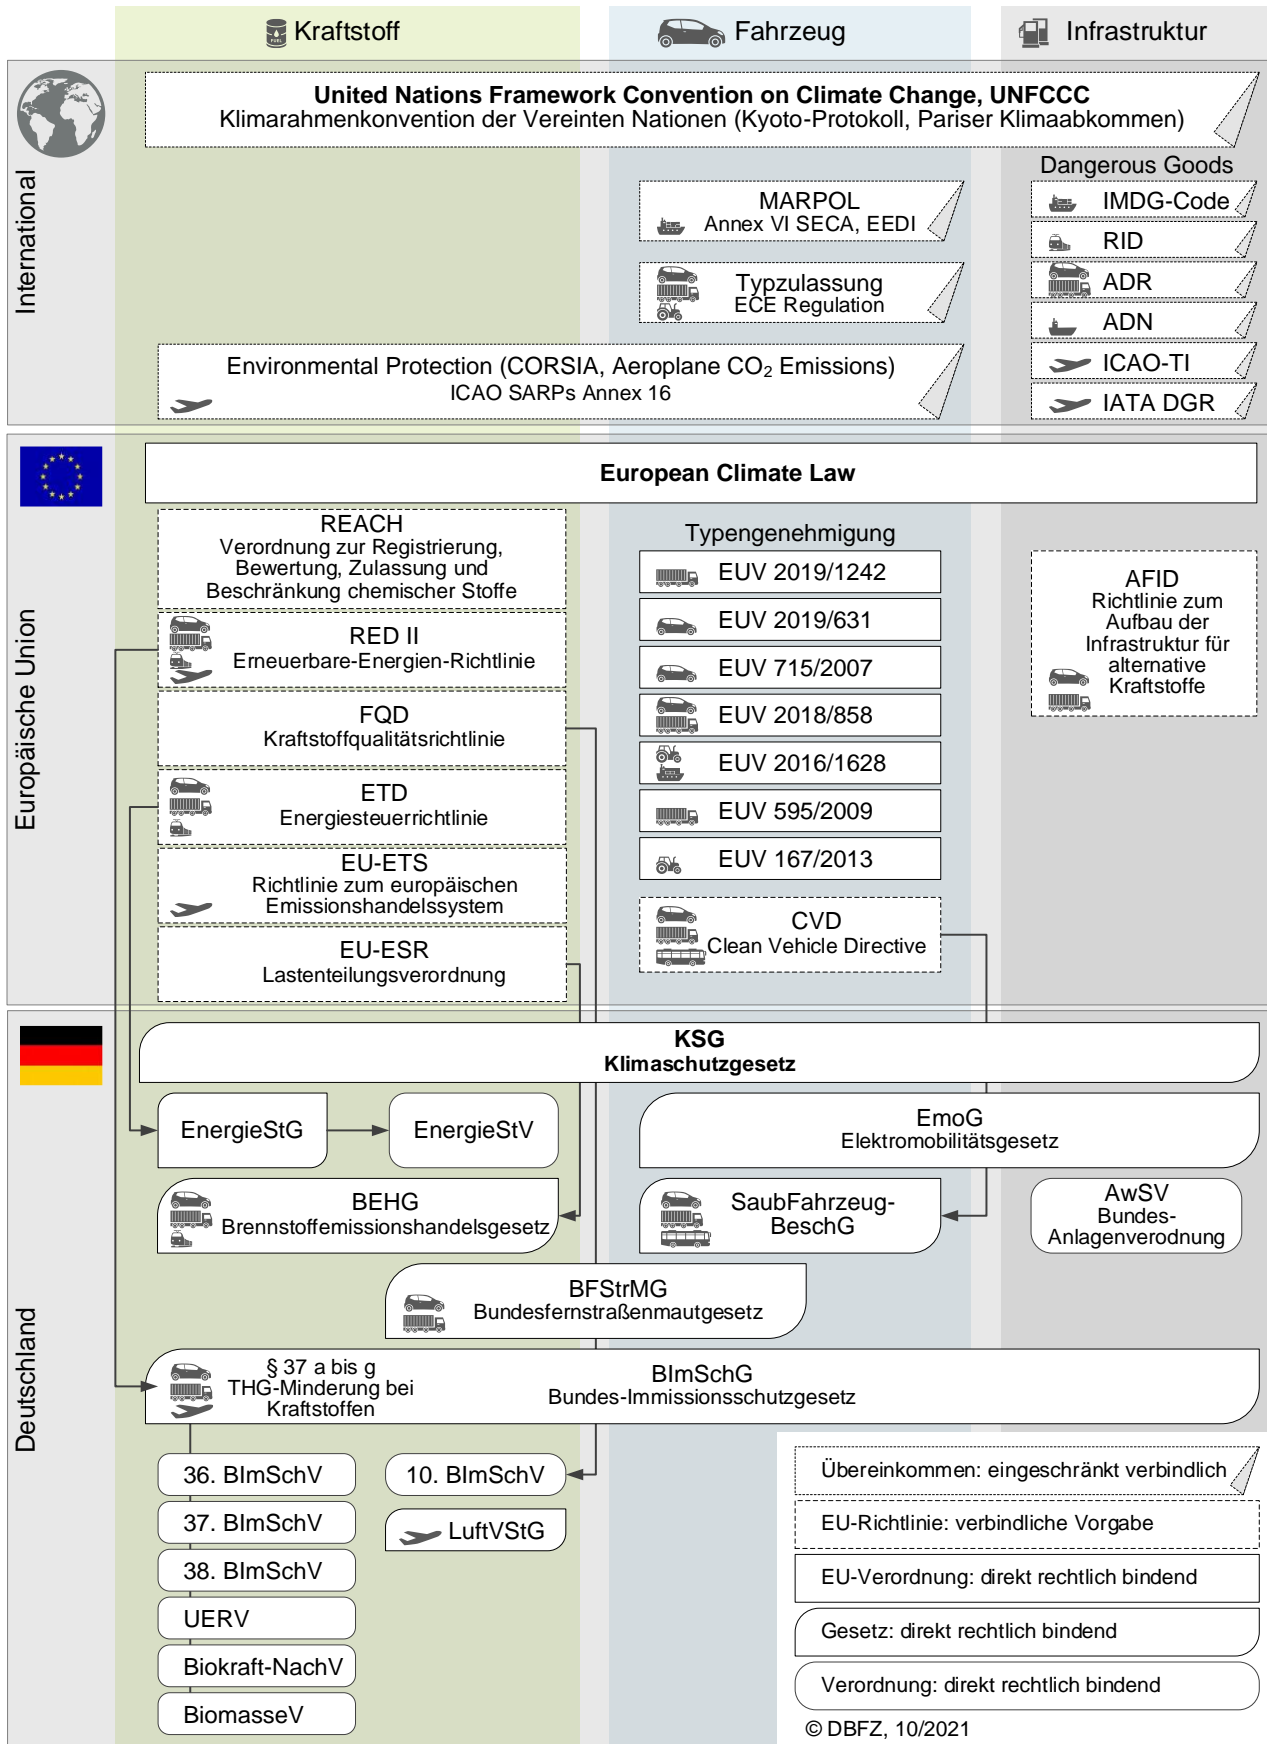 Kraftstoff
Fahrzeug
Infrastruktur
International
United Nations Framework Convention on Climate Change, UNFCCC
Klimarahmenkonvention der Vereinten Nationen (Kyoto-Protokoll, Pariser Klimaabkommen)
MARPOL
Annex VI SECA, EEDI
Typzulassung
ECE Regulation
Environmental Protection (CORSIA, Aeroplane CO₂ Emissions)
ICAO SARPs Annex 16
Dangerous Goods
IMDG-Code
RID
ADR
ADN
ICAO-TI
IATA DGR
Europäische Union
European Climate Law
REACH
Verordnung zur Registrierung,
Bewertung, Zulassung und
Beschränkung chemischer Stoffe
RED II
Erneuerbare-Energien-Richtlinie
FQD
Kraftstoffqualitätsrichtlinie
ETD
Energiesteuerrichtlinie
EU-ETS
Richtlinie zum europäischen
Emissionshandelssystem
EU-ESR
Lastenteilungsverordnung
Typengenehmigung
EUV 2019/1242
EUV 2019/631
EUV 715/2007
EUV 2018/858
EUV 2016/1628
EUV 595/2009
EUV 167/2013
CVD
Clean Vehicle Directive
AFID
Richtlinie zum
Aufbau der
Infrastruktur für
alternative
Kraftstoffe
Deutschland
KSG
Klimaschutzgesetz
EnergieStG
EnergieStV
EmoG
Elektromobilitätsgesetz
BEHG
Brennstoffemissionshandelsgesetz
SaubFahrzeug-
BeschG
AwSV
Bundes-
Anlagenverodnung
BFStrMG
Bundesfernstraßenmautgesetz
§ 37 a bis g
THG-Minderung bei
Kraftstoffen
BImSchG
Bundes-Immissionsschutzgesetz
36. BImSchV
37. BImSchV
38. BImSchV
UERV
Biokraft-NachV
BiomasseV
10. BImSchV
LuftVStG
Übereinkommen: eingeschränkt verbindlich
EU-Richtlinie: verbindliche Vorgabe
EU-Verordnung: direkt rechtlich bindend
Gesetz: direkt rechtlich bindend
Verordnung: direkt rechtlich bindend
© DBFZ, 10/2021